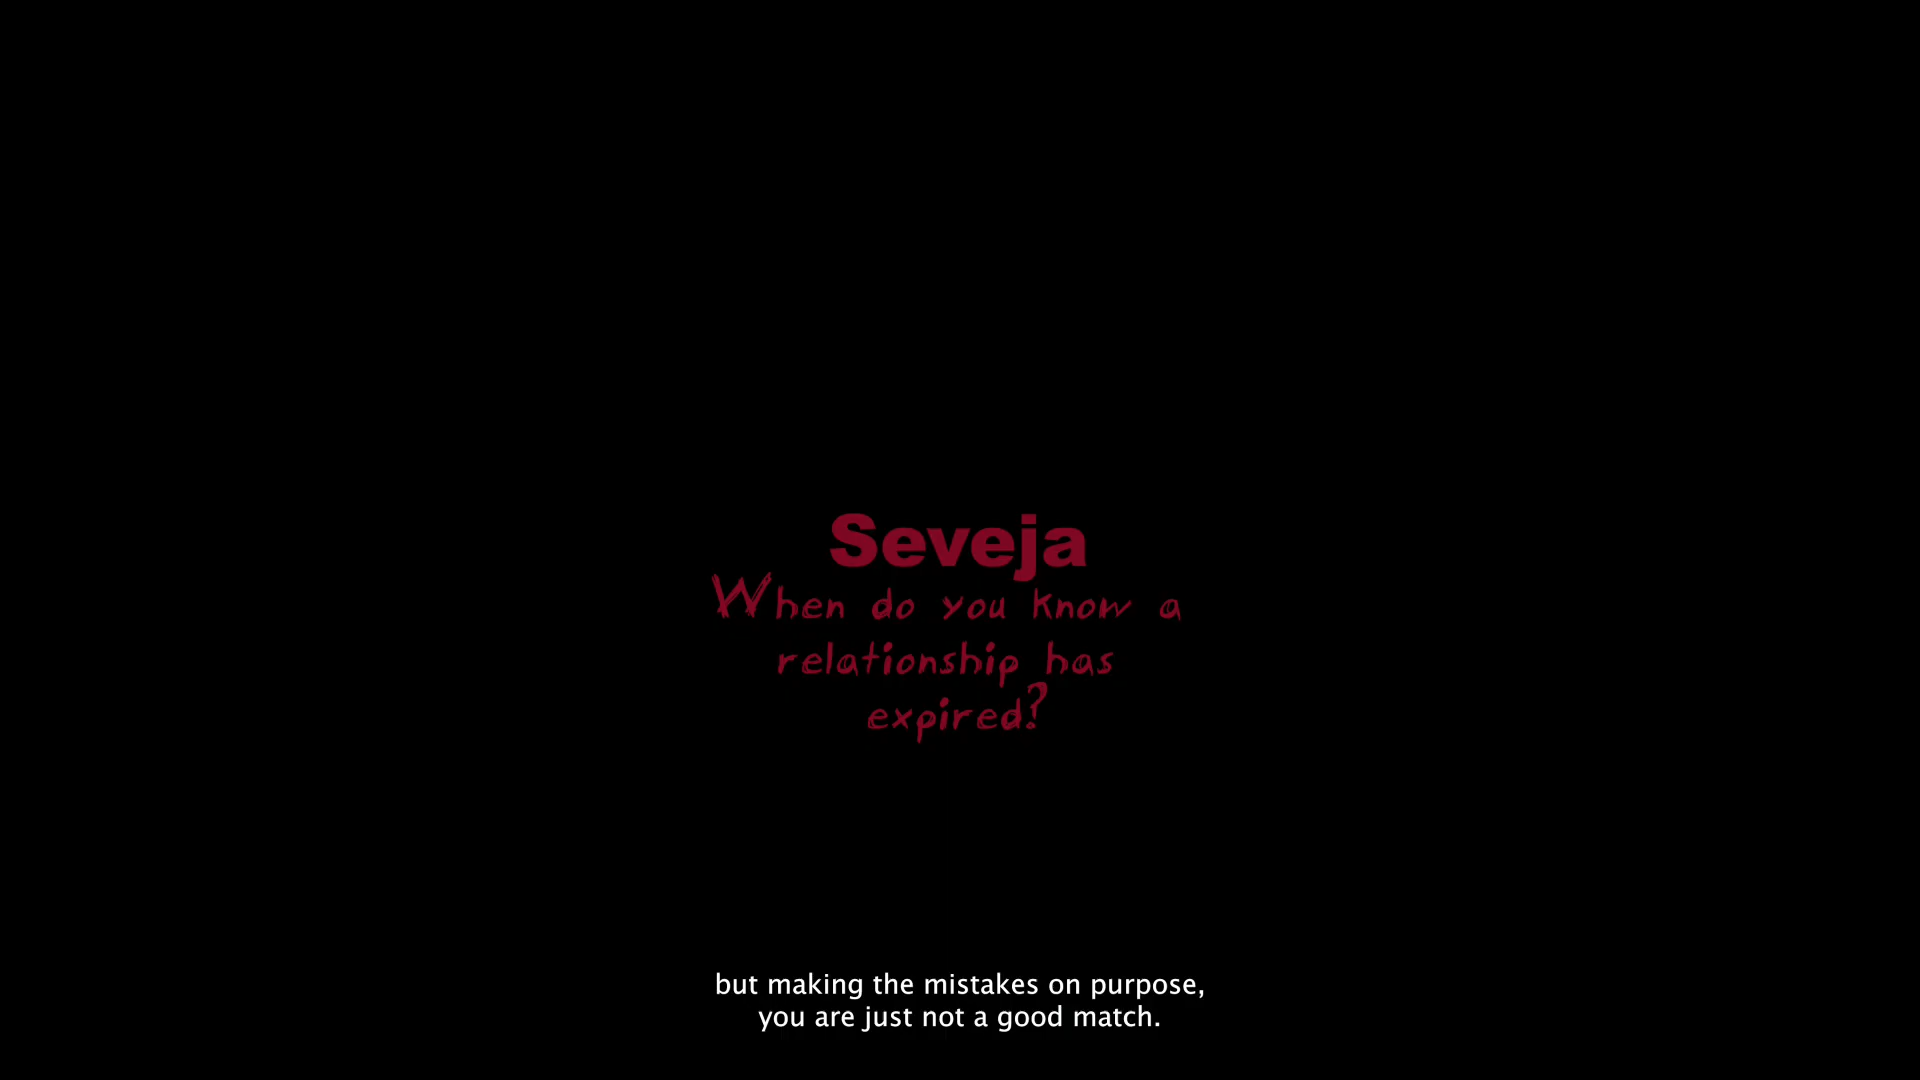 Seveja
When do you know a
relationship has
expired?
but making the mistakes on purpose,
you are just not a good match.